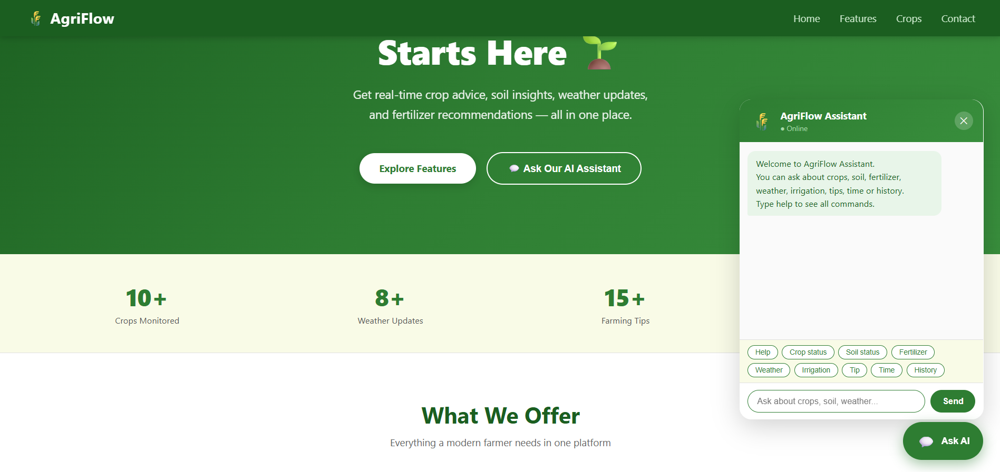 AgriFlow
Home
Features
Crops
Contact
Starts Here
Get real-time crop advice, soil insights, weather updates,
and fertilizer recommendations — all in one place.
Explore Features
Ask Our AI Assistant
10+
Crops Monitored
8+
Weather Updates
15+
Farming Tips
What We Offer
Everything a modern farmer needs in one platform
AgriFlow Assistant
Online
Welcome to AgriFlow Assistant.
You can ask about crops, soil, fertilizer,
weather, irrigation, tips, time or history.
Type help to see all commands.
Help
Crop status
Soil status
Fertilizer
Weather
Irrigation
Tip
Time
History
Ask about crops, soil, weather...
Send
Ask AI